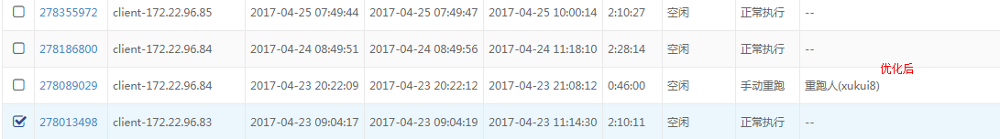 278355972 client-172.22.96.85 2017-04-25 07:49:44 2017-04-25 07:49:47 2017-04-25 10:00:14 2:10:27 空闲 正常执行 --
278186800 client-172.22.96.84 2017-04-24 08:49:51 2017-04-24 08:49:56 2017-04-24 11:18:10 2:28:14 空闲 正常执行 --
优化后
278089029 client-172.22.96.84 2017-04-23 20:22:09 2017-04-23 20:22:12 2017-04-23 21:08:12 0:46:00 空闲 手动重跑 重跑人(xukui8)
278013498 client-172.22.96.83 2017-04-23 09:04:17 2017-04-23 09:04:19 2017-04-23 11:14:30 2:10:11 空闲 正常执行 --